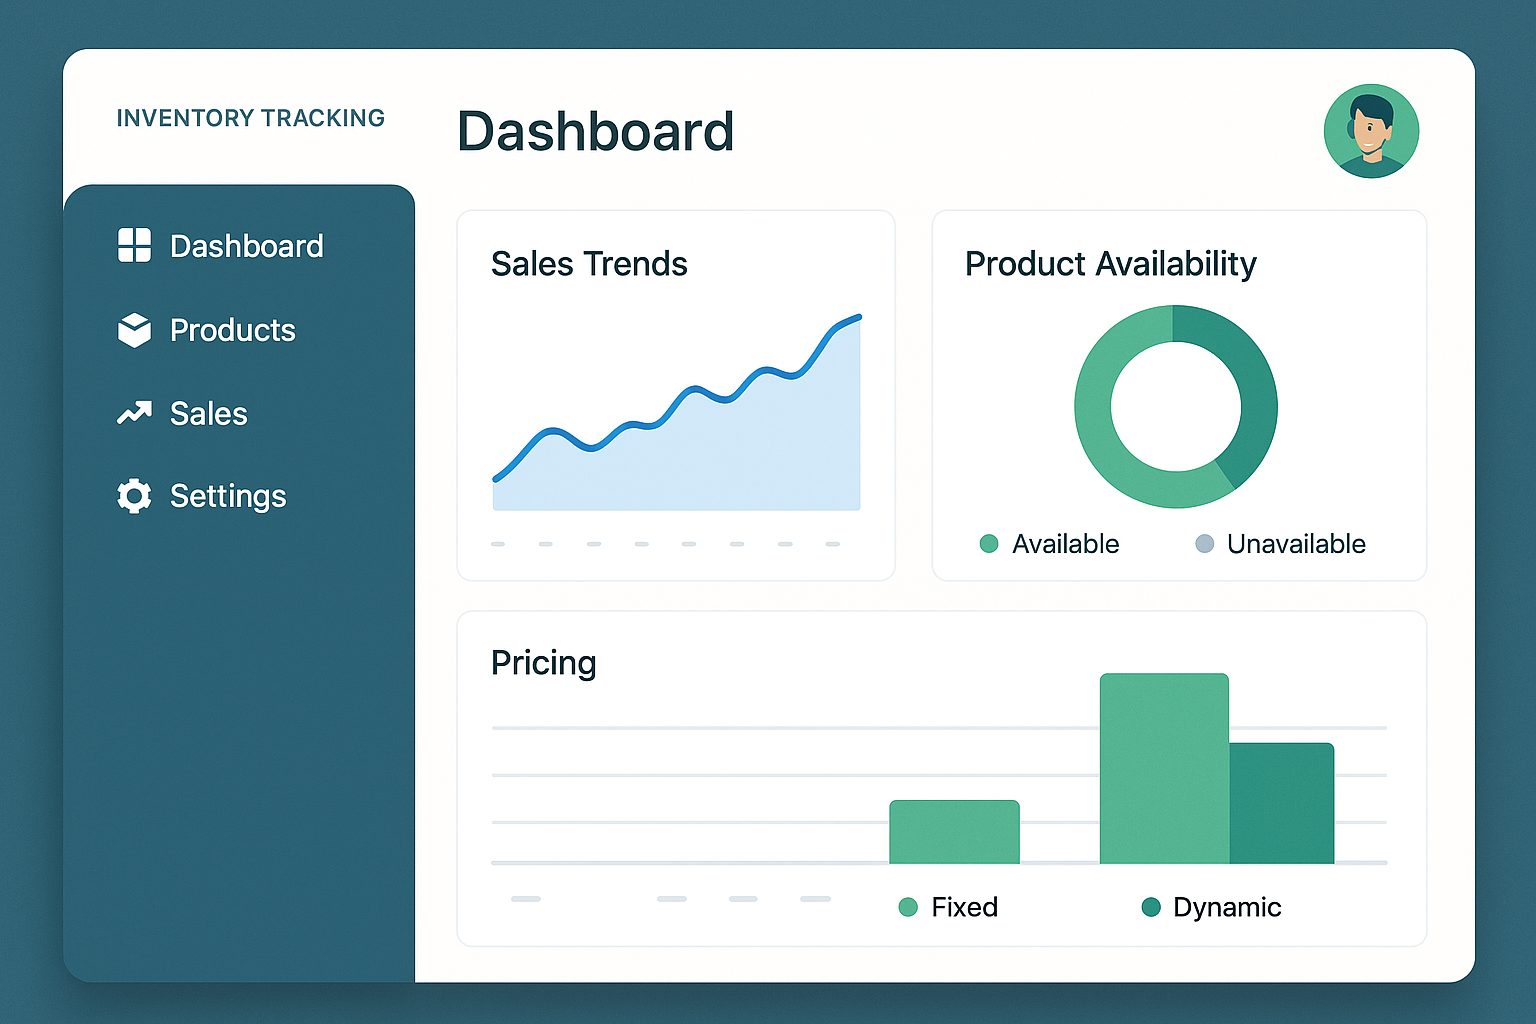 INVENTORY TRACKING
Dashboard
Dashboard
Products
Sales
Settings
Sales Trends
Product Availability
Available
Unavailable
Pricing
Fixed
Dynamic